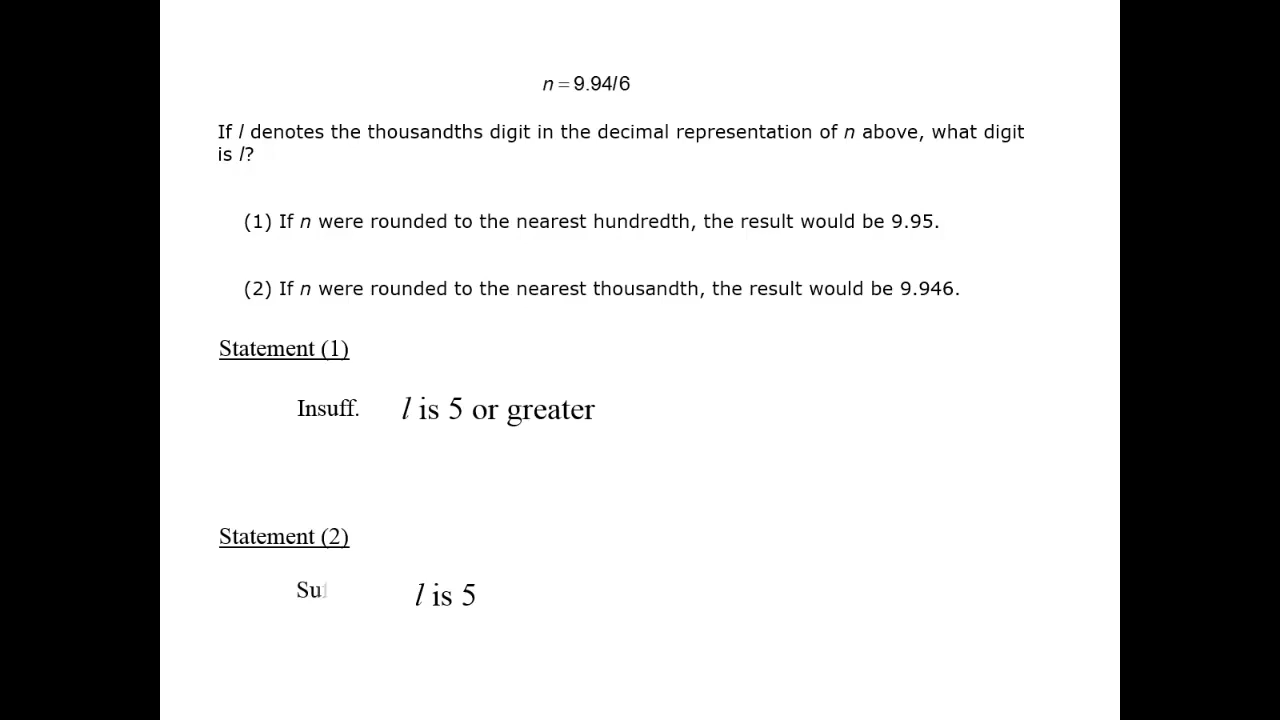 n = 9.94l6
If l denotes the thousandths digit in the decimal representation of n above, what digit
is l?
(1) If n were rounded to the nearest hundredth, the result would be 9.95.
(2) If n were rounded to the nearest thousandth, the result would be 9.946.
Statement (1)
Insuff. l is 5 or greater
Statement (2)
Suf l is 5